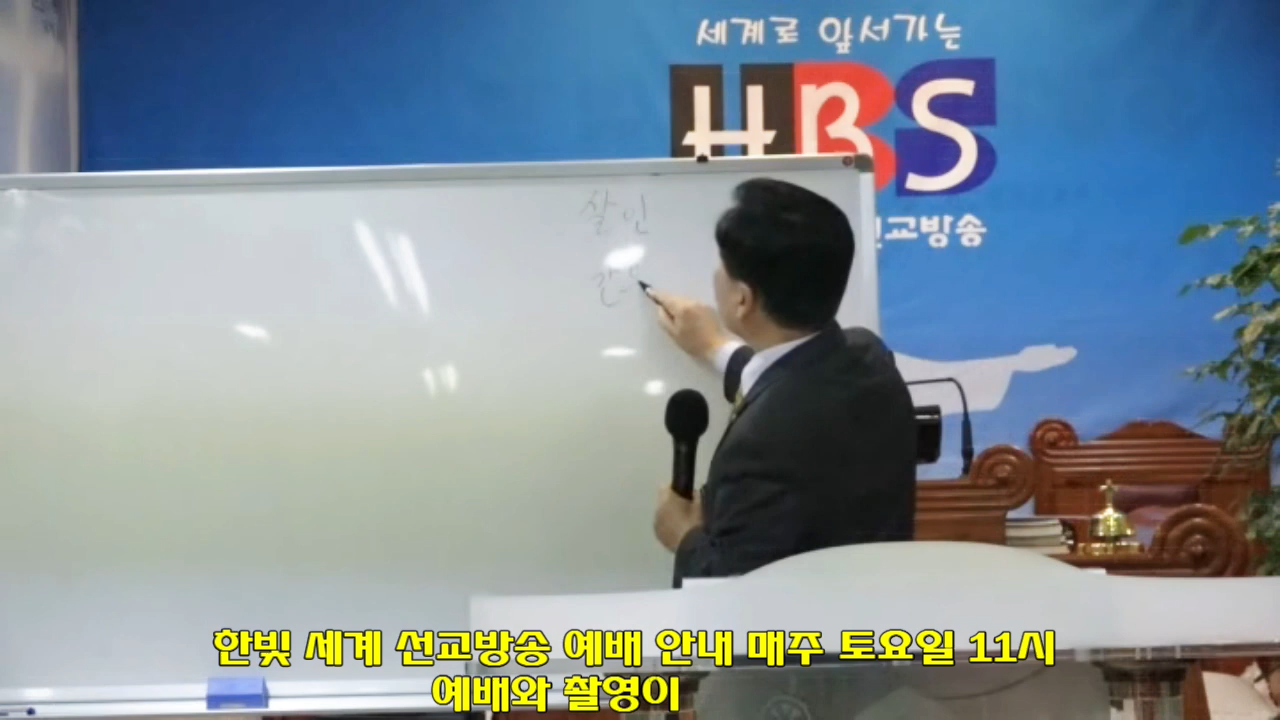 세계로 앞서가는
HBS
선교방송
살인
간
한빛 세계 선교방송 예배 안내 매주 토요일 11시
예배와 촬영이